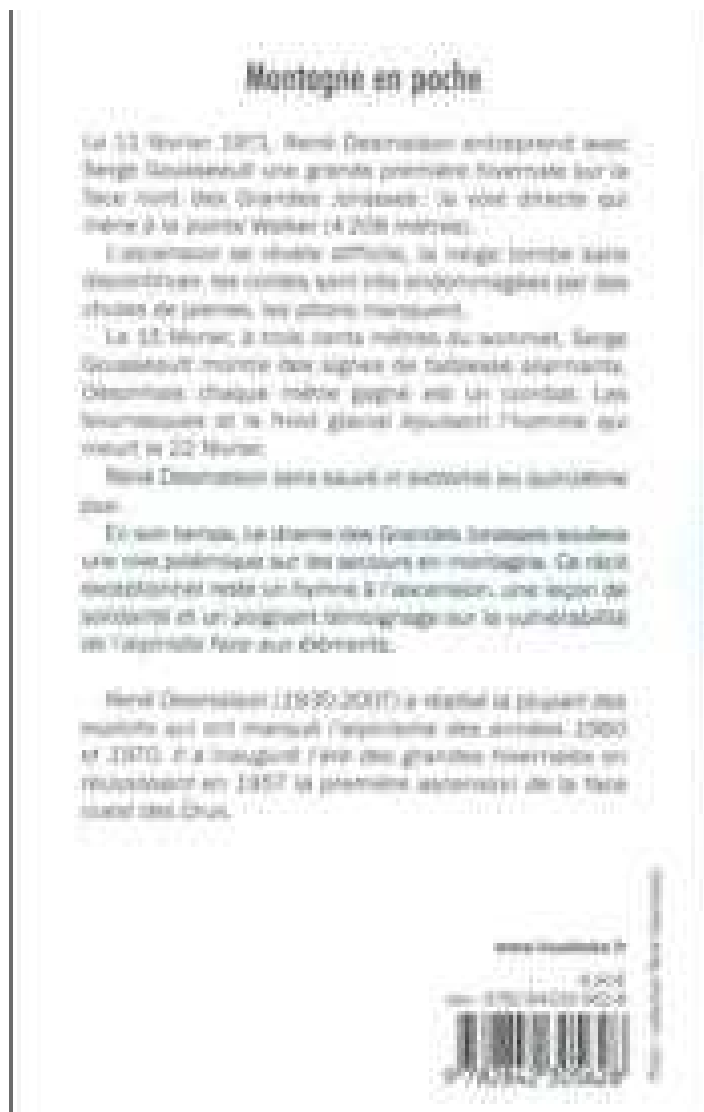 Montagne en poche
Le 11 février 1971, René Desmaison entreprend avec
Serge Gousseault une grande première hivernale sur la
face nord des Grandes Jorasses : la voie directe qui
mène à la pointe Walker (4 208 mètres).
L'ascension se révèle difficile, la neige tombe sans
discontinuer, les cordes sont très endommagées par des
chutes de pierres, les pitons manquent.
Le 15 février, à trois cents mètres du sommet, Serge
Gousseault montre des signes de faiblesse alarmants.
Désormais chaque mètre gagné est un combat. Les
bourrasques et le froid glacial épuisent l'homme qui
meurt le 22 février.
René Desmaison sera sauvé in extremis au quinzième
jour.
En son temps, ce drame des Grandes Jorasses souleva
une vive polémique sur les secours en montagne. Ce récit
exceptionnel reste un hymne à l'ascension, une leçon de
solidarité et un poignant témoignage sur la vulnérabilité
de l'alpiniste face aux éléments.
René Desmaison (1930-2007) a réalisé la plupart des
exploits qui ont marqué l'alpinisme des années 1960
et 1970. Il a inauguré l'ère des grandes hivernales en
réussissant en 1957 la première ascension de la face
ouest des Drus.